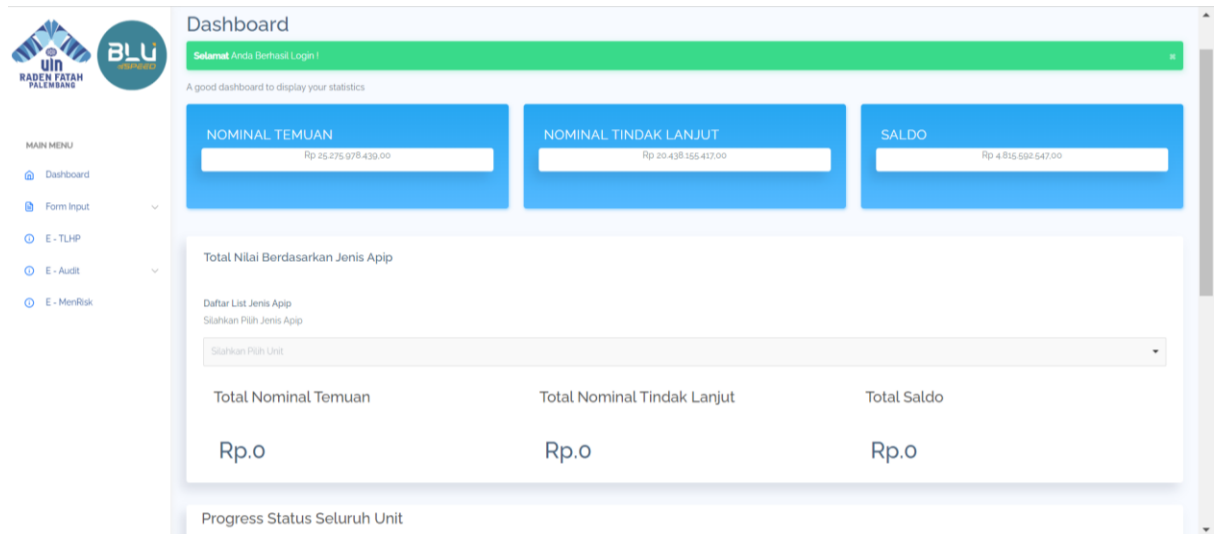 uin
RADEN FATAH
PALEMBANG
BLU
SPEED
MAIN MENU
Dashboard
Form Input
E - TLHP
E - Audit
E - MenRisk
Dashboard
Selamat Anda Berhasil Login !
×
A good dashboard to display your statistics
NOMINAL TEMUAN
Rp 25.275.978.439,00
NOMINAL TINDAK LANJUT
Rp 20.438.155.417,00
SALDO
Rp 4.815.592.547,00
Total Nilai Berdasarkan Jenis Apip
Daftar List Jenis Apip
Silahkan Pilih Jenis Apip
Silahkan Pilih Unit
Total Nominal Temuan
Total Nominal Tindak Lanjut
Total Saldo
Rp.0
Rp.0
Rp.0
Progress Status Seluruh Unit